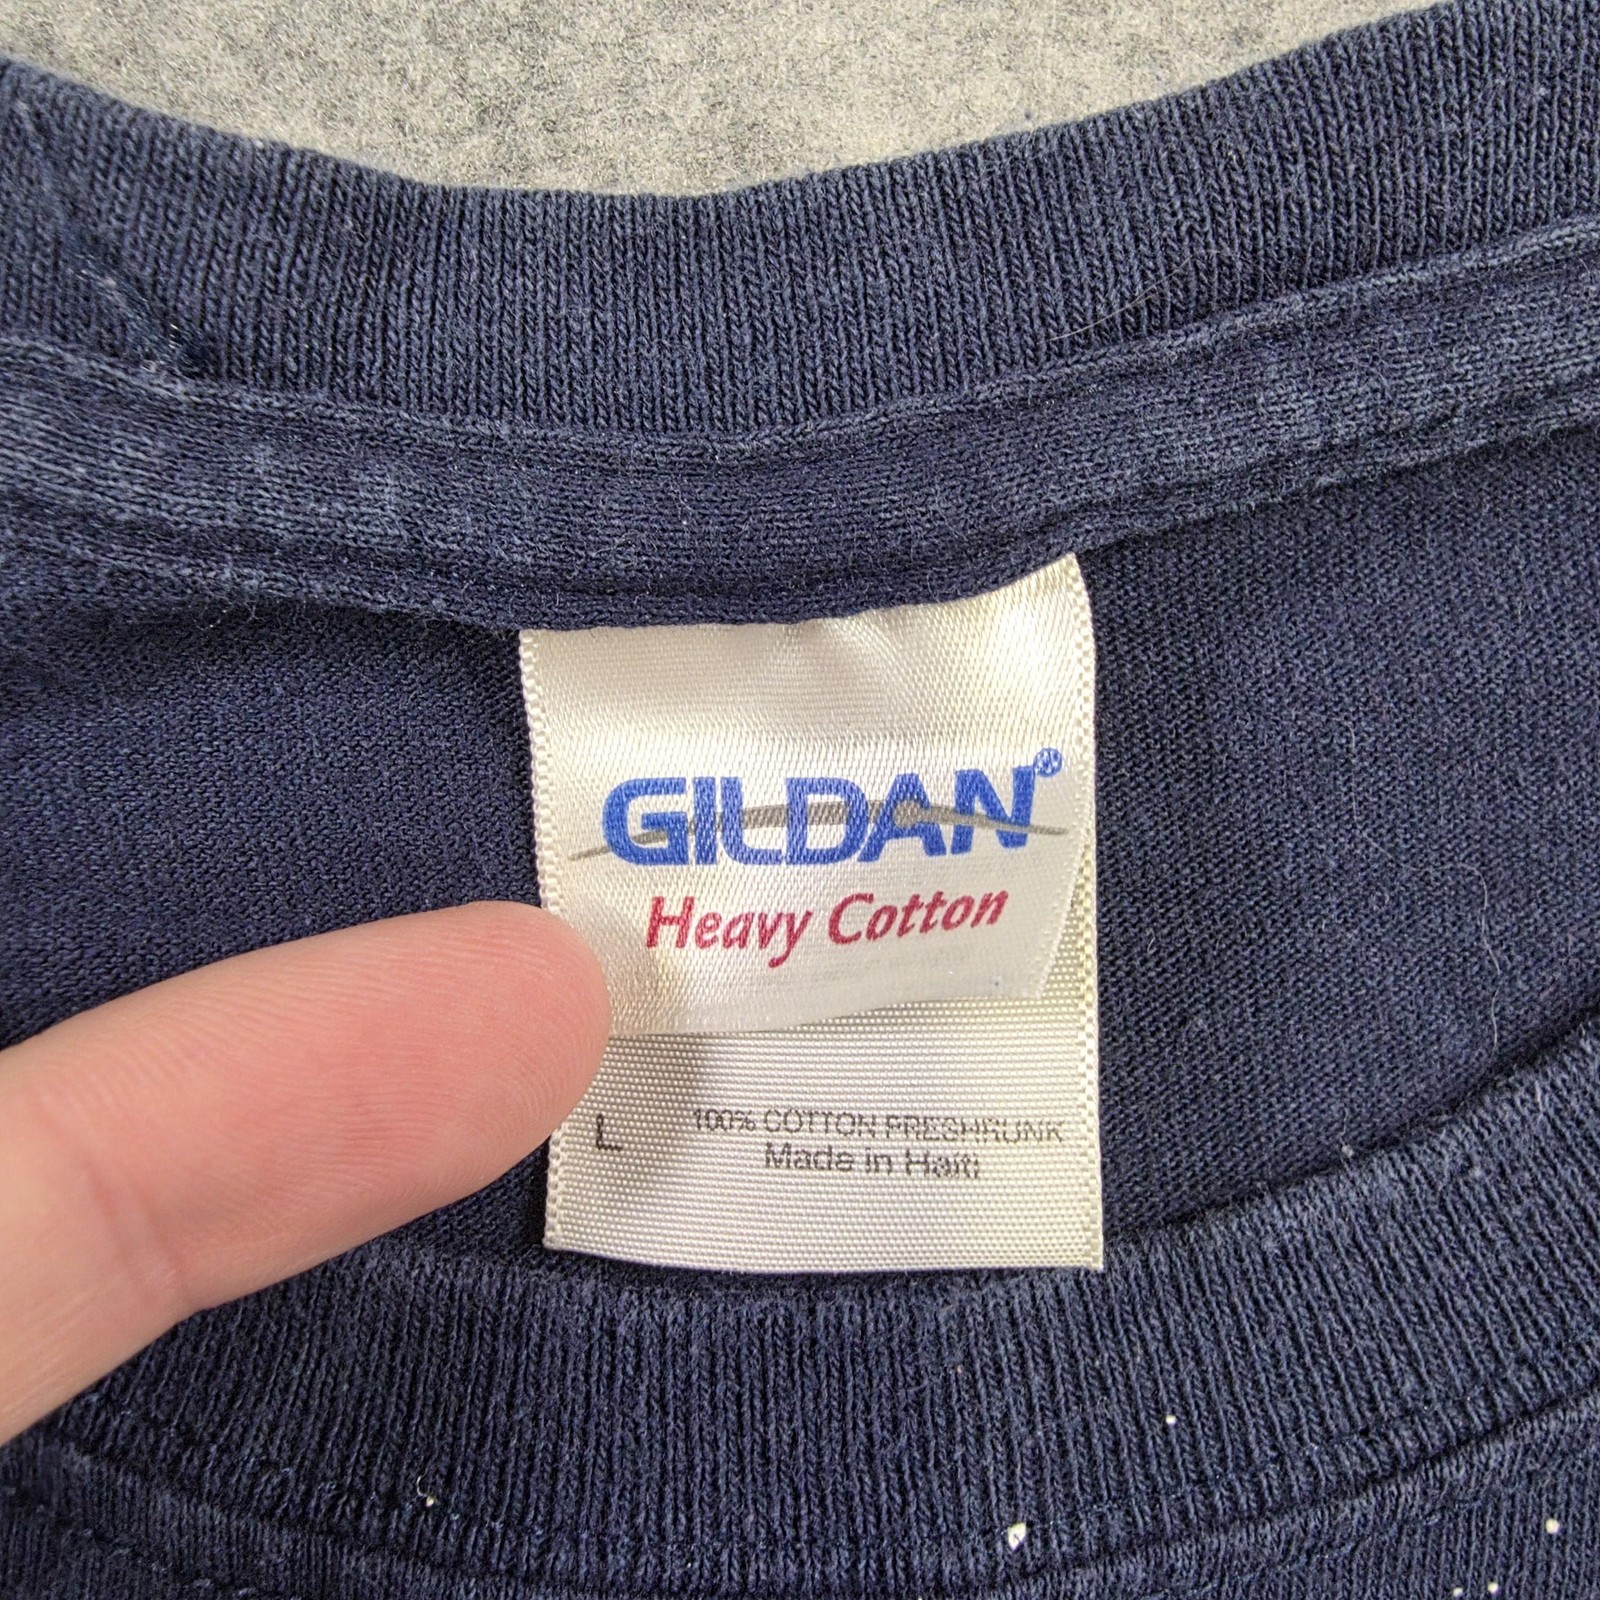 GILDAN®
Heavy Cotton
L 100% COTTON PRESHRUNK
Made in Haiti